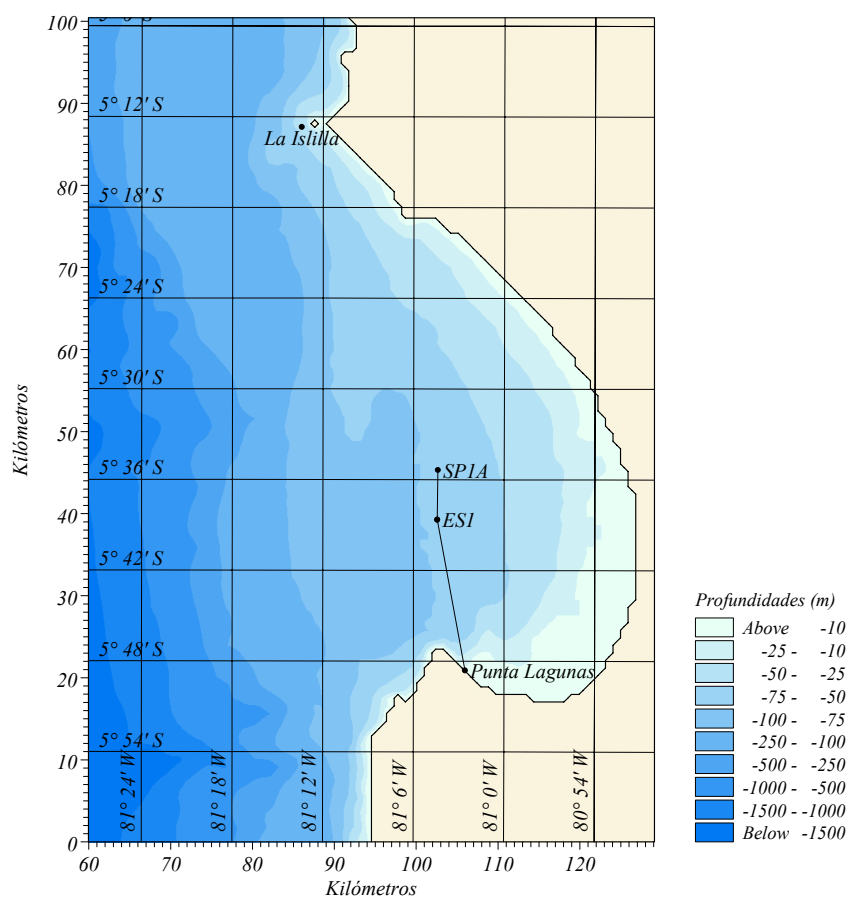 100
90
80
70
60
50
40
30
20
10
0
Kilómetros
5° 12' S
5° 18' S
5° 24' S
5° 30' S
5° 36' S
5° 42' S
5° 48' S
5° 54' S
La Islilla
SP1A
ES1
Punta Lagunas
81° 24' W
81° 18' W
81° 12' W
81° 6' W
81° 0' W
80° 54' W
60 70 80 90 100 110 120
Kilómetros
Profundidades (m)
Above -10
-25 - -10
-50 - -25
-75 - -50
-100 - -75
-250 - -100
-500 - -250
-1000 - -500
-1500 - -1000
Below -1500